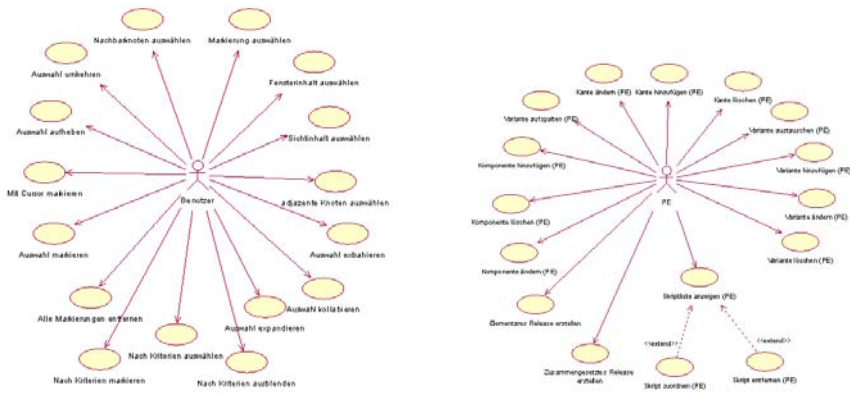 Nachbarknoten auswählen
Markierung auswählen
Auswahl umkehren
Fensterinhalt auswählen
Auswahl aufheben
Sichtinhalt auswählen
Mit Cursor markieren
Benutzer
adjazente Knoten auswählen
Auswahl markieren
Auswahl extrahieren
Alle Markierungen entfernen
Auswahl kollabieren
Auswahl expandieren
Nach Kriterien auswählen
Nach Kriterien markieren
Nach Kriterien ausblenden
Kante ändern (PE)
Kante hinzufügen (PE)
Kante löschen (PE)
Variante aufspalten (PE)
Variante austauschen (PE)
Komponente hinzufügen (PE)
Variante hinzufügen (PE)
Komponente löschen (PE)
PE
Variante ändern (PE)
Komponente ändern (PE)
Variante löschen (PE)
Skriptliste anzeigen (PE)
Elementares Release erstellen
<<extend>>
<<extend>>
Zusammengesetztes Release
erstellen
Skript zuordnen (PE)
Skript entfernen (PE)